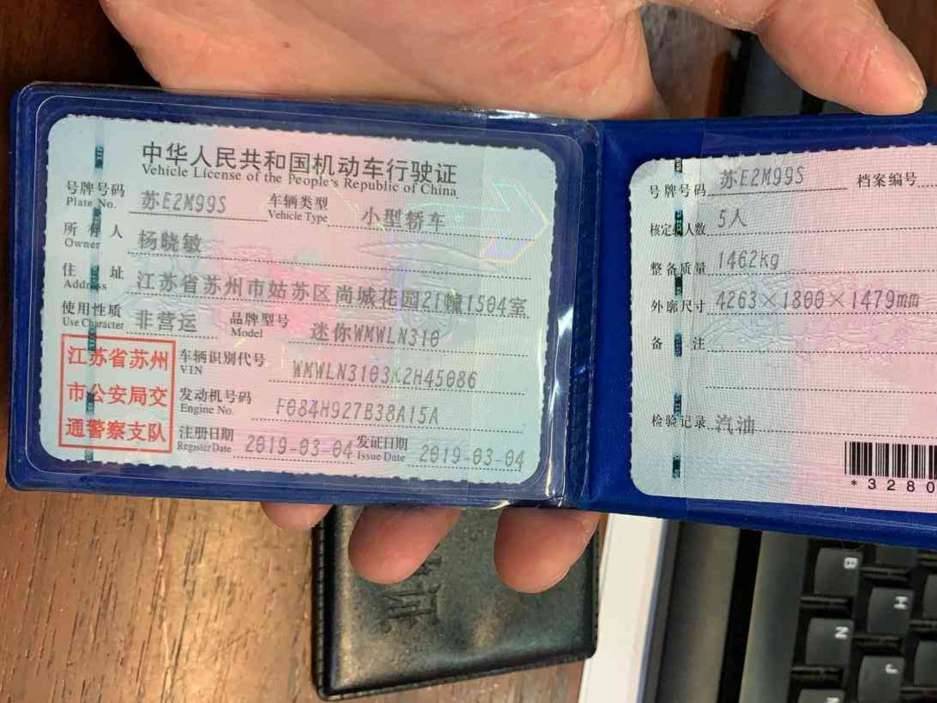 中华人民共和国机动车行驶证
Vehicle License of the People's Republic of China
号牌号码 苏E2M99S 车辆类型 小型轿车
Plate No. Vehicle Type
所有人 杨晓敏
Owner
住址 江苏省苏州市姑苏区尚城花园21幢1504室
Address
使用性质 非营运 品牌型号 迷你WMWLN310
Use Character Model
江苏省苏州
市公安局交
通警察支队
车辆识别代号 WMWLN3103K2H45086
VIN
发动机号码 F084H927B38A15A
Engine No.
注册日期 2019-03-04 发证日期 2019-03-04
Register Date Issue Date
号牌号码 苏E2M99S 档案编号
核定载人数 5人
整备质量 1462kg
外廓尺寸 4263×1800×1479mm
备注
检验记录 汽油
*3280
B
H
N
J
M